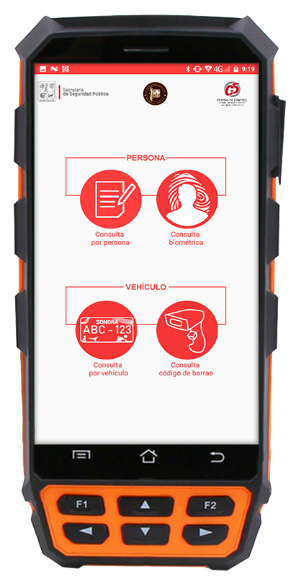 4G 9:19
Secretaría
de Seguridad Pública
PERSONA
Consulta
por persona
Consulta
biométrica
VEHÍCULO
SONORA
ABC - 123
Consulta
por vehículo
Consulta
código de barras
F1
F2